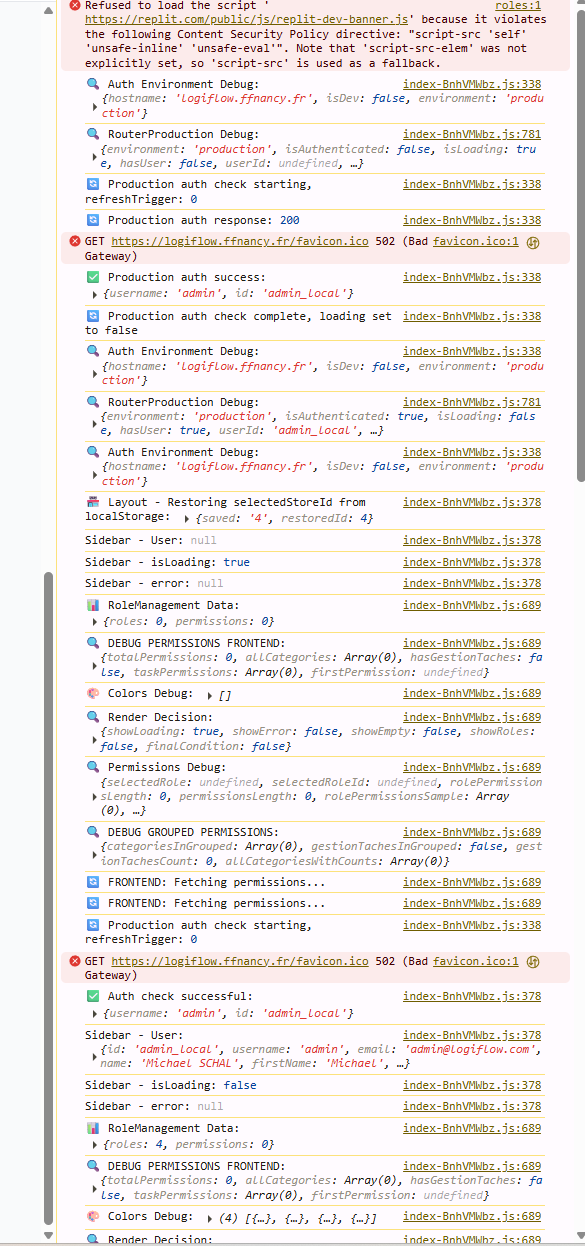 Refused to load the script ' roles:1
https://replit.com/public/js/replit-dev-banner.js' because it violates
the following Content Security Policy directive: "script-src 'self'
'unsafe-inline' 'unsafe-eval'". Note that 'script-src-elem' was not
explicitly set, so 'script-src' is used as a fallback.
Auth Environment Debug: index-BnhVMWbz.js:338
{hostname: 'logiflow.ffnancy.fr', isDev: false, environment: 'produ
ction'}
RouterProduction Debug: index-BnhVMWbz.js:781
{environment: 'production', isAuthenticated: false, isLoading: tru
e, hasUser: false, userId: undefined, …}
Production auth check starting, index-BnhVMWbz.js:338
refreshTrigger: 0
Production auth response: 200 index-BnhVMWbz.js:338
GET https://logiflow.ffnancy.fr/favicon.ico 502 (Bad favicon.ico:1
Gateway)
Production auth success: index-BnhVMWbz.js:338
{username: 'admin', id: 'admin_local'}
Production auth check complete, loading set index-BnhVMWbz.js:338
to false
Auth Environment Debug: index-BnhVMWbz.js:338
{hostname: 'logiflow.ffnancy.fr', isDev: false, environment: 'produ
ction'}
RouterProduction Debug: index-BnhVMWbz.js:781
{environment: 'production', isAuthenticated: true, isLoading: fals
e, hasUser: true, userId: 'admin_local', …}
Auth Environment Debug: index-BnhVMWbz.js:338
{hostname: 'logiflow.ffnancy.fr', isDev: false, environment: 'produ
ction'}
Layout - Restoring selectedStoreId from index-BnhVMWbz.js:378
localStorage: {saved: '4', restoredId: 4}
Sidebar - User: null index-BnhVMWbz.js:378
Sidebar - isLoading: true index-BnhVMWbz.js:378
Sidebar - error: null index-BnhVMWbz.js:378
RoleManagement Data: index-BnhVMWbz.js:689
{roles: 0, permissions: 0}
DEBUG PERMISSIONS FRONTEND: index-BnhVMWbz.js:689
{totalPermissions: 0, allCategories: Array(0), hasGestionTaches: fa
lse, taskPermissions: Array(0), firstPermission: undefined}
Colors Debug: [] index-BnhVMWbz.js:689
Render Decision: index-BnhVMWbz.js:689
{showLoading: true, showError: false, showEmpty: false, showRoles:
false, finalCondition: false}
Permissions Debug: index-BnhVMWbz.js:689
{selectedRole: undefined, selectedRoleId: undefined, rolePermission
sLength: 0, permissionsLength: 0, rolePermissionsSample: Array
(0), …}
DEBUG GROUPED PERMISSIONS: index-BnhVMWbz.js:689
{categoriesInGrouped: Array(0), gestionTachesInGrouped: false, gest
ionTachesCount: 0, allCategoriesWithCounts: Array(0)}
FRONTEND: Fetching permissions... index-BnhVMWbz.js:689
FRONTEND: Fetching permissions... index-BnhVMWbz.js:689
Production auth check starting, index-BnhVMWbz.js:338
refreshTrigger: 0
GET https://logiflow.ffnancy.fr/favicon.ico 502 (Bad favicon.ico:1
Gateway)
Auth check successful: index-BnhVMWbz.js:378
{username: 'admin', id: 'admin_local'}
Sidebar - User: index-BnhVMWbz.js:378
{id: 'admin_local', username: 'admin', email: 'admin@logiflow.com',
name: 'Michael SCHAL', firstName: 'Michael', …}
Sidebar - isLoading: false index-BnhVMWbz.js:378
Sidebar - error: null index-BnhVMWbz.js:378
RoleManagement Data: index-BnhVMWbz.js:689
{roles: 4, permissions: 0}
DEBUG PERMISSIONS FRONTEND: index-BnhVMWbz.js:689
{totalPermissions: 0, allCategories: Array(0), hasGestionTaches: fa
lse, taskPermissions: Array(0), firstPermission: undefined}
Colors Debug: (4) [{…}, {…}, {…}, {…}] index-BnhVMWbz.js:689
Render Decision: index-BnhVMWbz.js:689